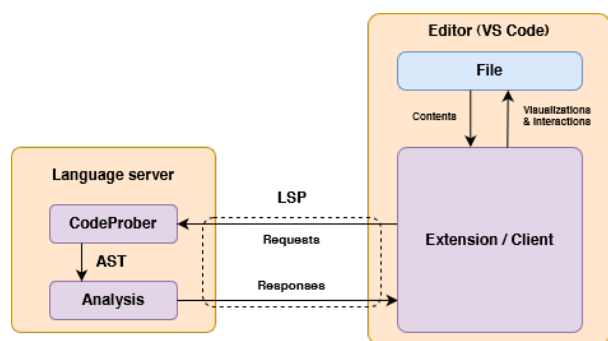 Editor (VS Code)
File
Contents
Visualizations
& Interactions
Language server
LSP
CodeProber
Requests
Extension / Client
AST
Analysis
Responses